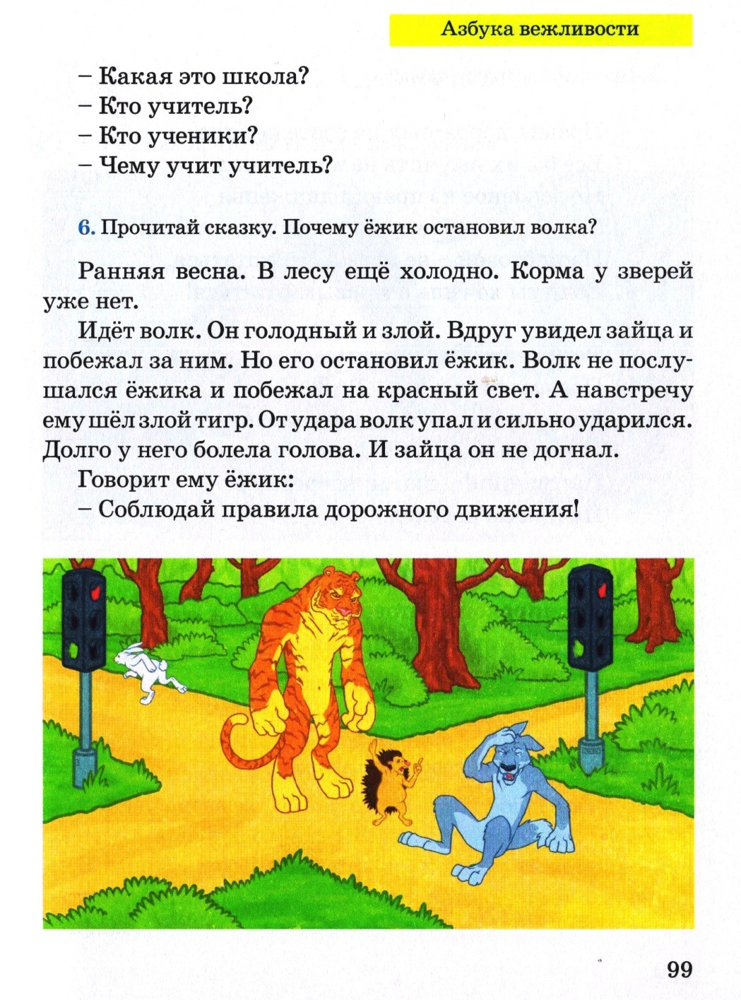 Азбука вежливости
– Какая это школа?
– Кто учитель?
– Кто ученики?
– Чему учит учитель?
6. Прочитай сказку. Почему ёжик остановил волка?
Ранняя весна. В лесу ещё холодно. Корма у зверей
уже нет.
Идёт волк. Он голодный и злой. Вдруг увидел зайца и
побежал за ним. Но его остановил ёжик. Волк не послу-
шался ёжика и побежал на красный свет. А навстречу
ему шёл злой тигр. От удара волк упал и сильно ударился.
Долго у него болела голова. И зайца он не догнал.
Говорит ему ёжик:
– Соблюдай правила дорожного движения!
99